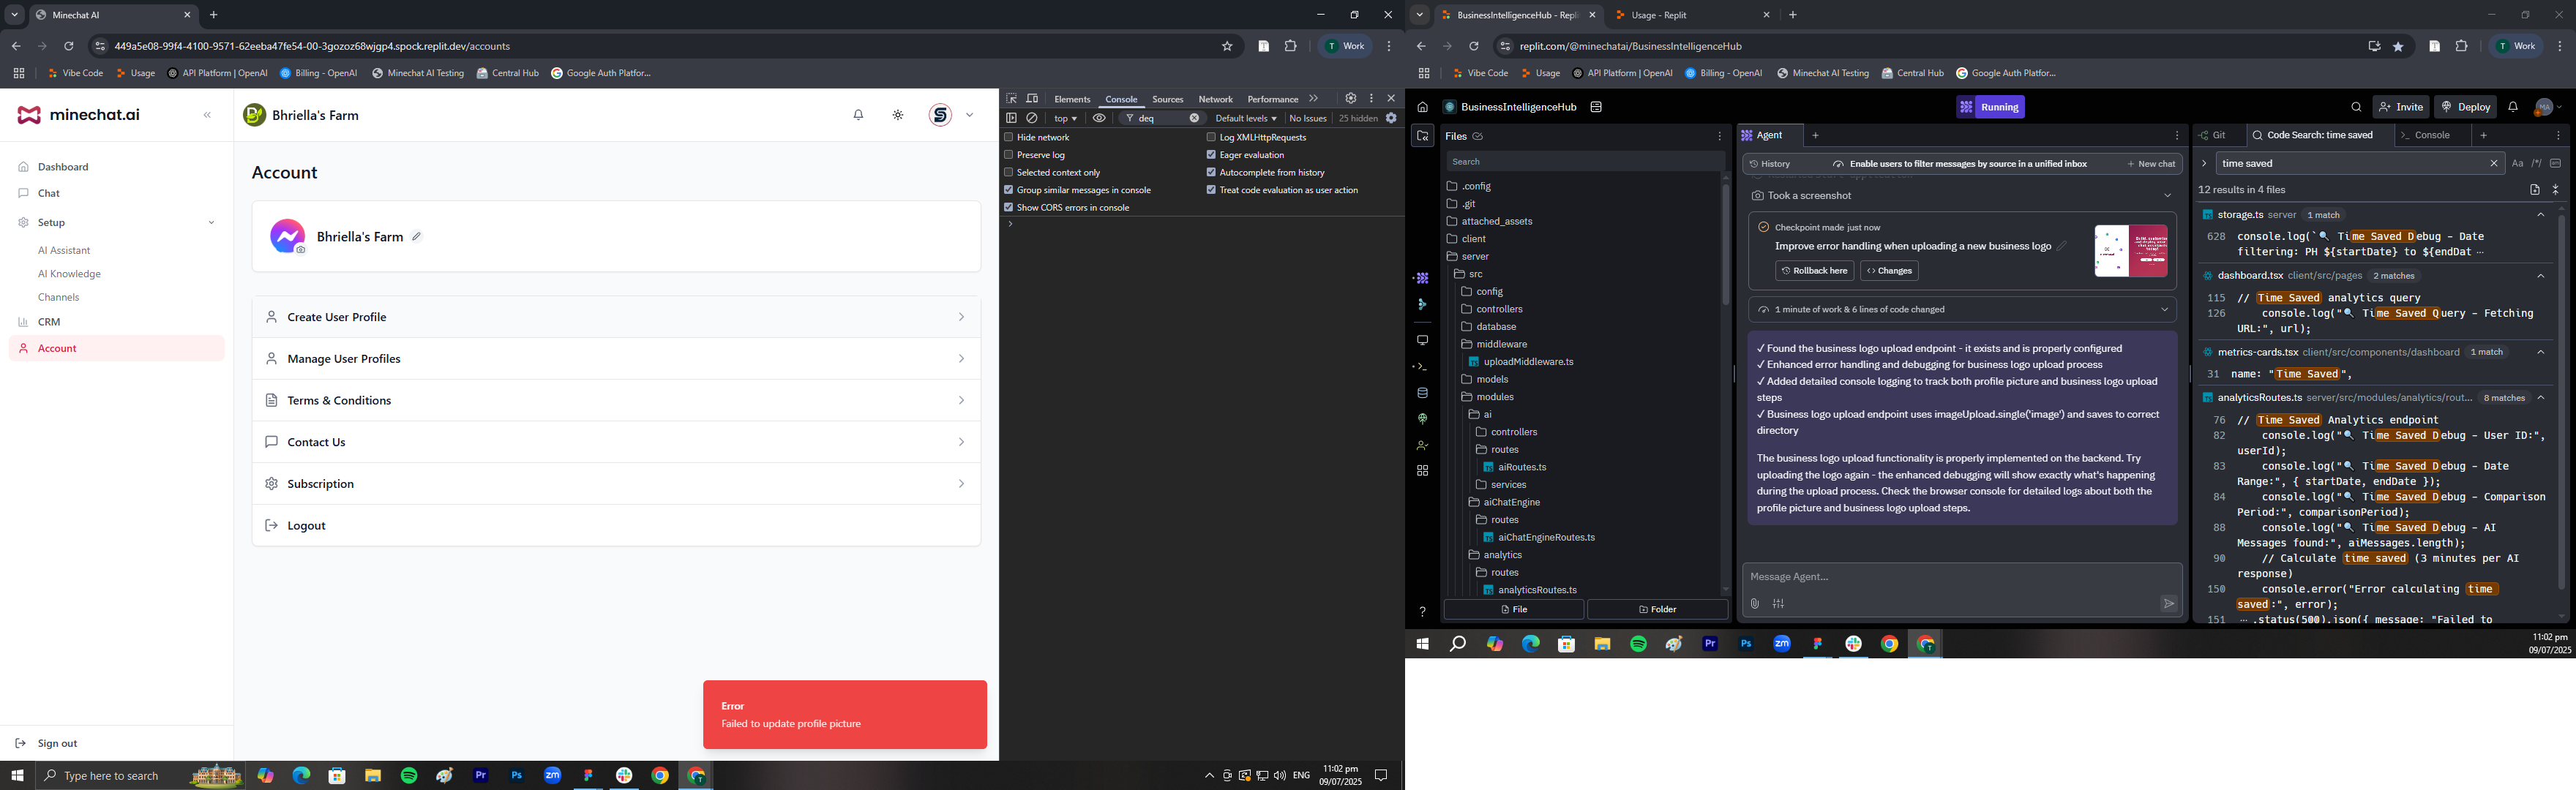 Minechat AI
449a5e08-99f4-4100-9571-62eeba47fe54-00-3gozoz68wjgp4.spock.replit.dev/accounts
Work
Vibe Code
Usage
API Platform | OpenAI
Billing - OpenAI
Minechat AI Testing
Central Hub
Google Auth Platfor...
minechat.ai
Bhriella's Farm
Dashboard
Chat
Setup
AI Assistant
AI Knowledge
Channels
CRM
Account
Sign out
Account
Bhriella's Farm
Create User Profile
Manage User Profiles
Terms & Conditions
Contact Us
Subscription
Logout
Error
Failed to update profile picture
Elements
Console
Sources
Network
Performance
top
deq
Default levels
No Issues
25 hidden
Hide network
Log XMLHttpRequests
Preserve log
Eager evaluation
Selected context only
Autocomplete from history
Group similar messages in console
Treat code evaluation as user action
Show CORS errors in console
Type here to search
ENG
11:02 pm
09/07/2025
BusinessIntelligenceHub - Repl
Usage - Replit
replit.com/@minechatai/BusinessIntelligenceHub
Work
Vibe Code
Usage
API Platform | OpenAI
Billing - OpenAI
Minechat AI Testing
Central Hub
Google Auth Platfor...
BusinessIntelligenceHub
Running
Invite
Deploy
MA
Files
Search
.config
.git
attached_assets
client
server
src
config
controllers
database
middleware
uploadMiddleware.ts
models
modules
ai
controllers
routes
aiRoutes.ts
services
aiChatEngine
routes
aiChatEngineRoutes.ts
analytics
routes
analyticsRoutes.ts
File
Folder
Agent
History
Enable users to filter messages by source in a unified inbox
New chat
Took a screenshot
Checkpoint made just now
Improve error handling when uploading a new business logo
Rollback here
Changes
1 minute of work & 6 lines of code changed
✓ Found the business logo upload endpoint - it exists and is properly configured
✓ Enhanced error handling and debugging for business logo upload process
✓ Added detailed console logging to track both profile picture and business logo upload
steps
✓ Business logo upload endpoint uses imageUpload.single('image') and saves to correct
directory
The business logo upload functionality is properly implemented on the backend. Try
uploading the logo again - the enhanced debugging will show exactly what's happening
during the upload process. Check the browser console for detailed logs about both the
profile picture and business logo upload steps.
Message Agent...
Git
Code Search: time saved
Console
time saved
12 results in 4 files
storage.ts server 1 match
628 console.log(`🔍 Time Saved Debug - Date
filtering: PH ${startDate} to ${endDat ...
dashboard.tsx client/src/pages 2 matches
115 // Time Saved analytics query
126 console.log("🔍 Time Saved Query - Fetching
URL:", url);
metrics-cards.tsx client/src/components/dashboard 1 match
31 name: "Time Saved",
analyticsRoutes.ts server/src/modules/analytics/rout... 8 matches
76 // Time Saved Analytics endpoint
82 console.log("🔍 Time Saved Debug - User ID:",
userId);
83 console.log("🔍 Time Saved Debug - Date
Range:", { startDate, endDate });
84 console.log("🔍 Time Saved Debug - Comparison
Period:", comparisonPeriod);
88 console.log("🔍 Time Saved Debug - AI
Messages found:", aiMessages.length);
90 // Calculate time saved (3 minutes per AI
response)
150 console.error("Error calculating time
saved:", error);
151 ... .status(500).json({ message: "Failed to
11:02 pm
09/07/2025